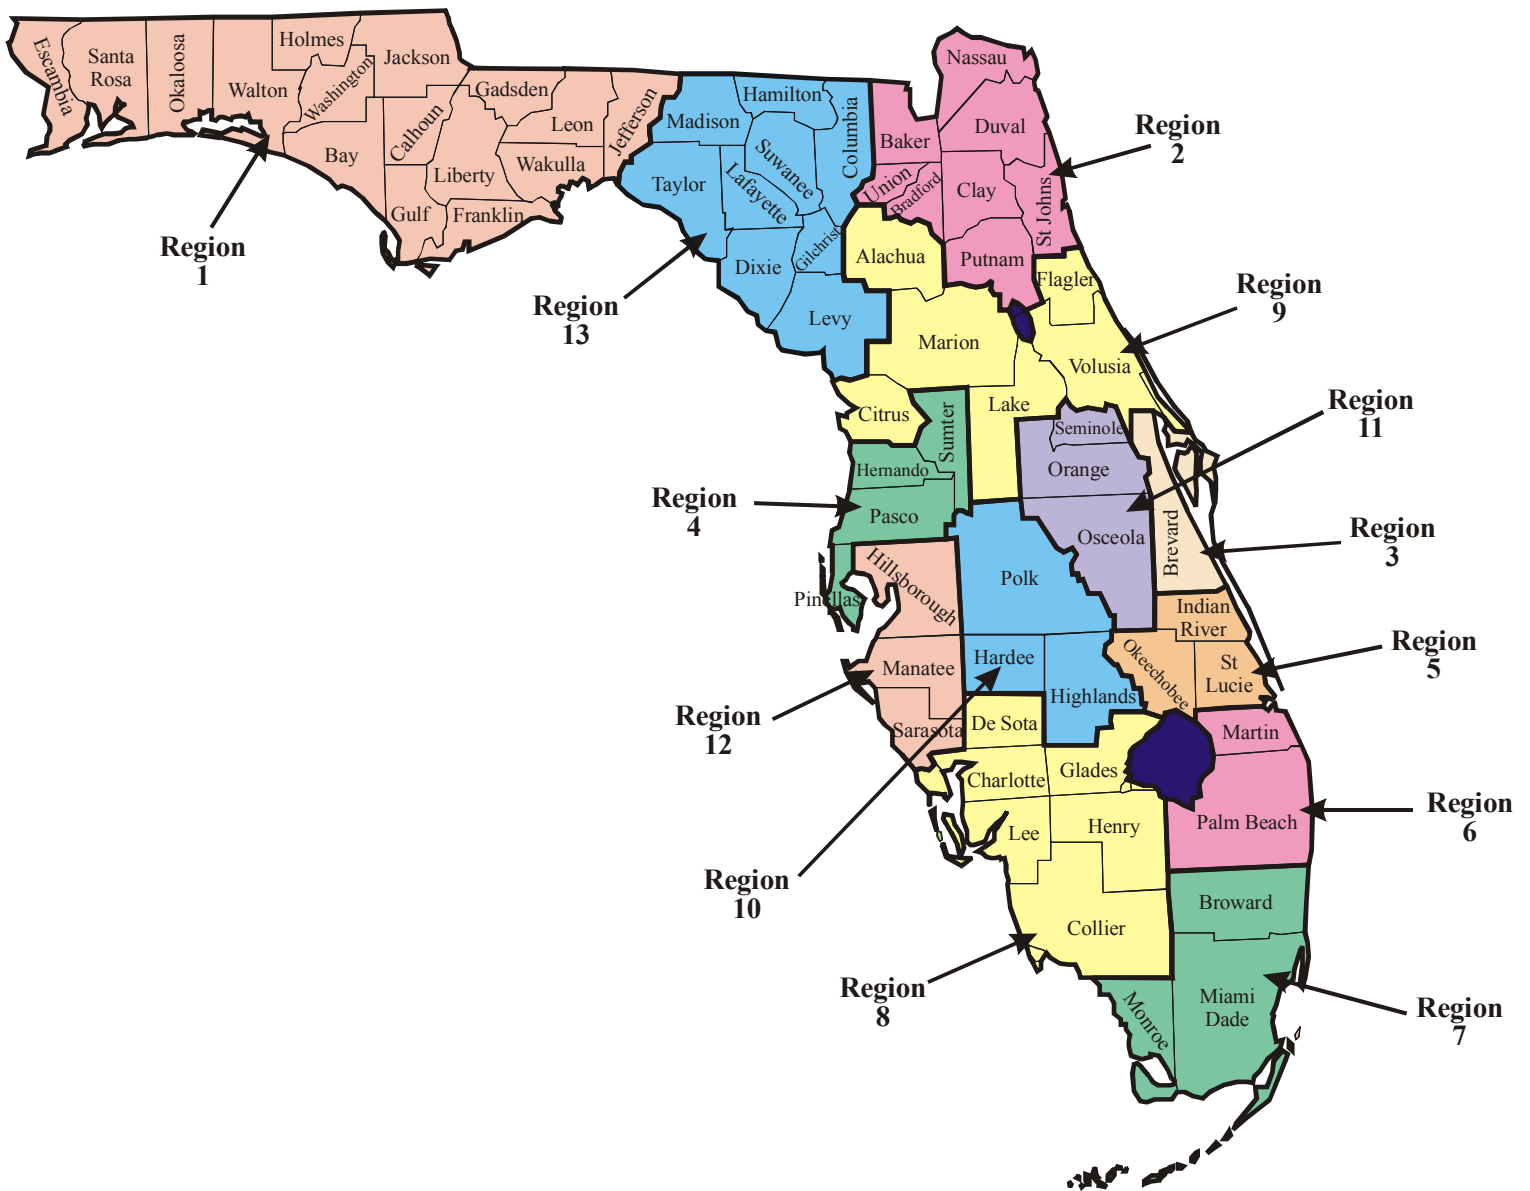 Escambia
Santa
Rosa
Okaloosa
Walton
Holmes
Washington
Jackson
Bay
Calhoun
Gulf
Liberty
Gadsden
Franklin
Leon
Wakulla
Jefferson
Region
1
Madison
Hamilton
Columbia
Taylor
Lafayette
Suwanee
Dixie
Gilchrist
Levy
Region
13
Nassau
Duval
Baker
Union
Bradford
Clay
St Johns
Putnam
Region
2
Alachua
Flagler
Marion
Volusia
Citrus
Lake
Region
9
Sumter
Hernando
Pasco
Pinellas
Region
4
Seminole
Orange
Osceola
Region
11
Brevard
Region
3
Hillsborough
Manatee
Sarasota
Region
12
Polk
Hardee
Highlands
Region
10
Indian
River
Okeechobee
St
Lucie
Region
5
De Sota
Charlotte
Glades
Lee
Henry
Collier
Region
8
Martin
Palm Beach
Region
6
Broward
Miami
Dade
Monroe
Region
7